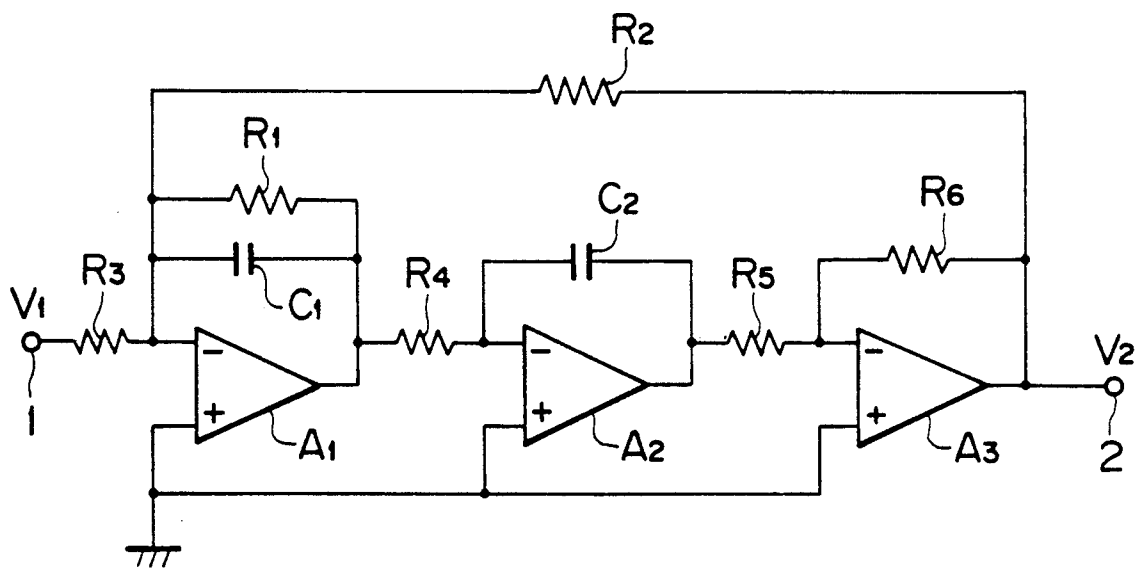 R2
R1
C2
R6
R3
C1
R4
R5
V1
V2
− − −
+ + +
1
A1
A2
A3
2